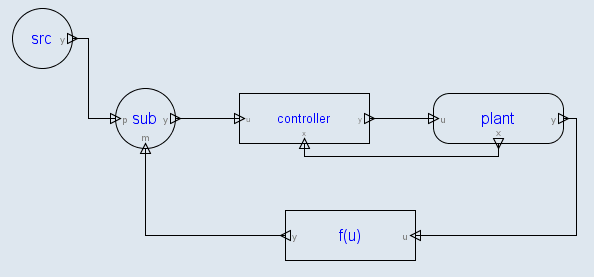 src y
p sub y
m
u controller y
x
u plant y
x
y f(u) u